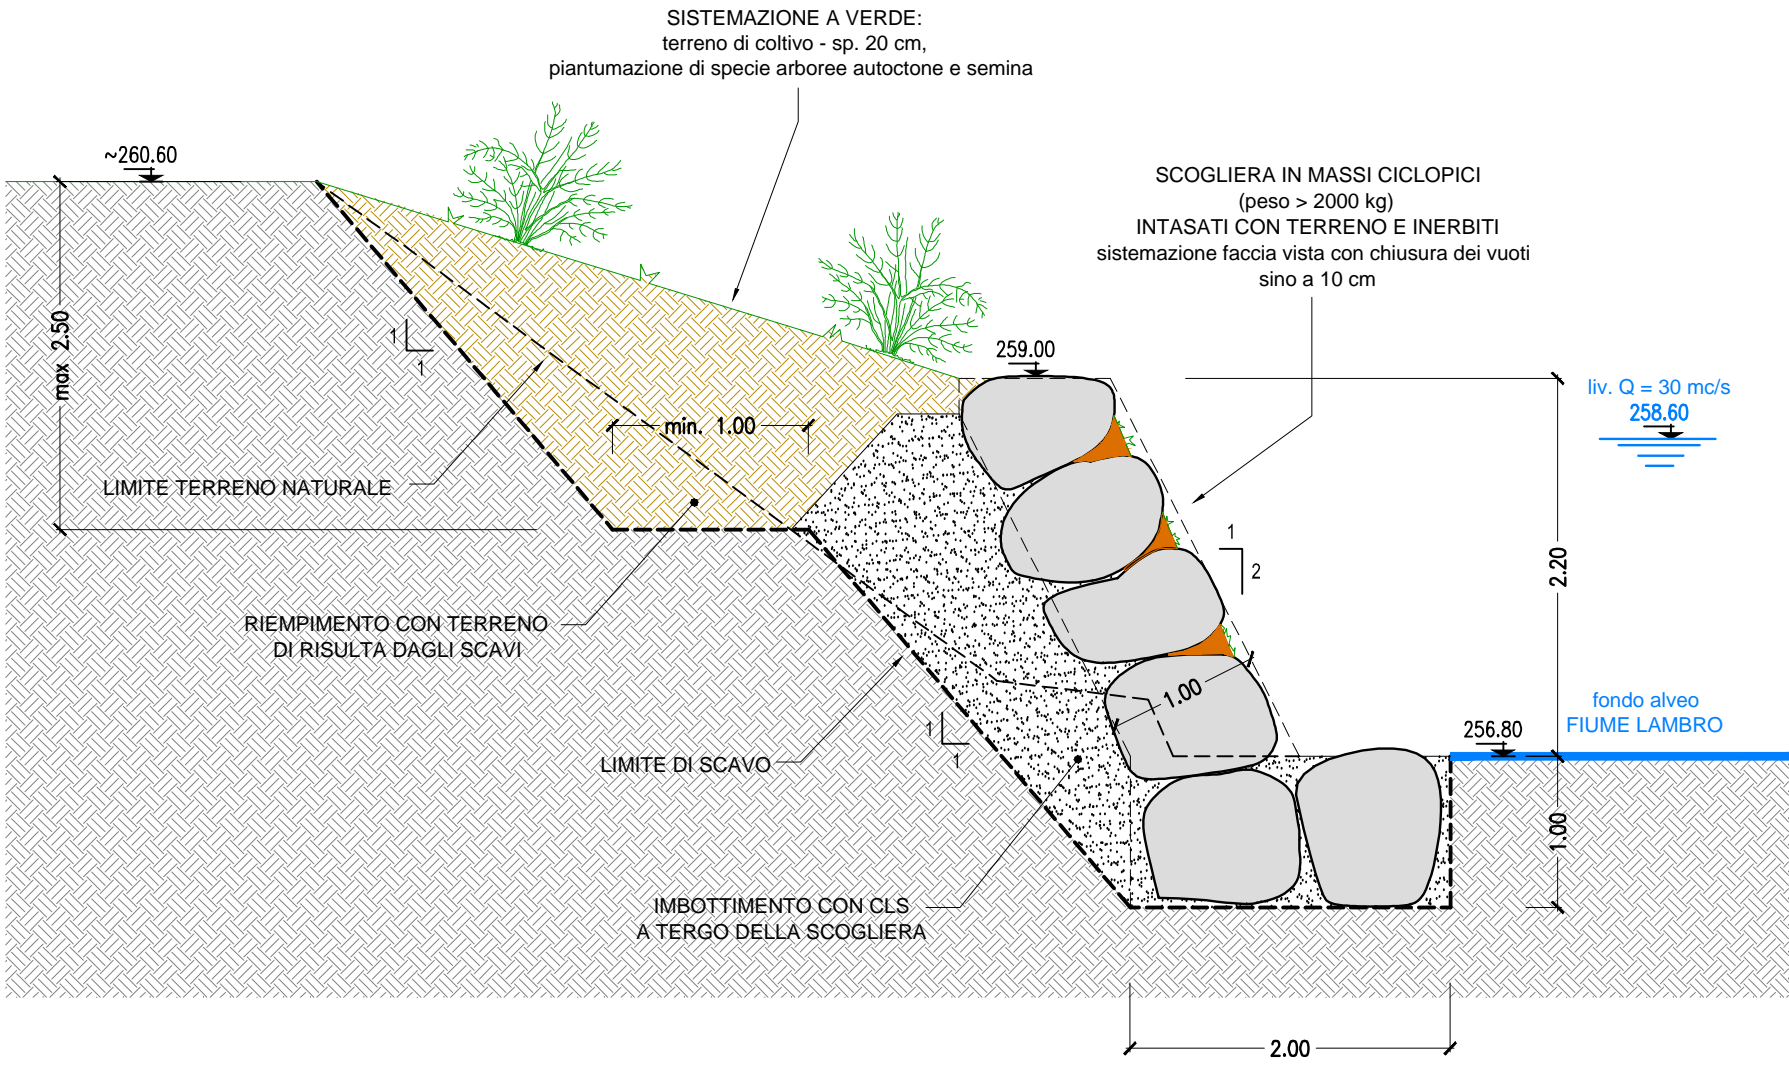 SISTEMAZIONE A VERDE:
terreno di coltivo - sp. 20 cm,
piantumazione di specie arboree autoctone e semina
~260.60
SCOGLIERA IN MASSI CICLOPICI
(peso > 2000 kg)
INTASATI CON TERRENO E INERBITI
sistemazione faccia vista con chiusura dei vuoti
sino a 10 cm
max 2.50
1
1
259.00
liv. Q = 30 mc/s
258.60
min. 1.00
LIMITE TERRENO NATURALE
1
2
2.20
RIEMPIMENTO CON TERRENO
DI RISULTA DAGLI SCAVI
1.00
fondo alveo
FIUME LAMBRO
256.80
1
1
LIMITE DI SCAVO
1.00
IMBOTTIMENTO CON CLS
A TERGO DELLA SCOGLIERA
2.00